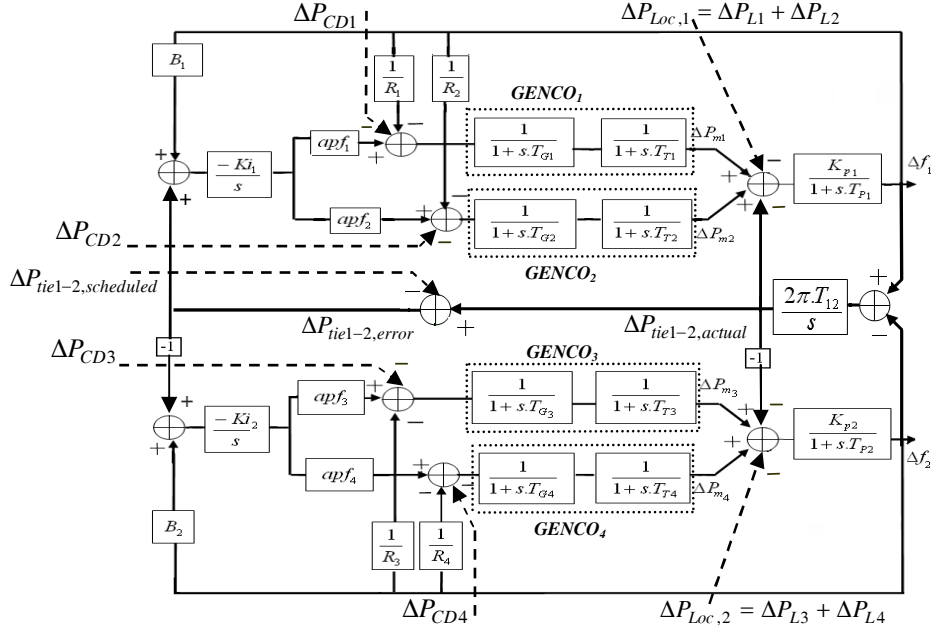 ΔP_CD1
ΔP_Loc,1 = ΔP_L1 + ΔP_L2
B_1
1/R_1
1/R_2
GENCO_1
− − −
+ apf_1 + 1/(1 + s.T_G1) 1/(1 + s.T_T1) ΔP_m1
+ −Ki_1/s + K_p1/(1 + s.T_P1) Δf_1
+ − +
apf_2 + 1/(1 + s.T_G2) 1/(1 + s.T_T2) ΔP_m2
ΔP_CD2 −
GENCO_2
ΔP_tie1−2,scheduled
− 2π.T_12/s +
ΔP_tie1−2,error + ΔP_tie1−2,actual −
ΔP_CD3 -1 GENCO_3 -1
−
+ apf_3 + − 1/(1 + s.T_G3) 1/(1 + s.T_T3) ΔP_m3 −
+ −Ki_2/s + K_p2/(1 + s.T_P2) Δf_2
apf_4 + − − 1/(1 + s.T_G4) 1/(1 + s.T_T4) ΔP_m4 + −
GENCO_4
B_2
1/R_3
1/R_4
ΔP_CD4
ΔP_Loc,2 = ΔP_L3 + ΔP_L4